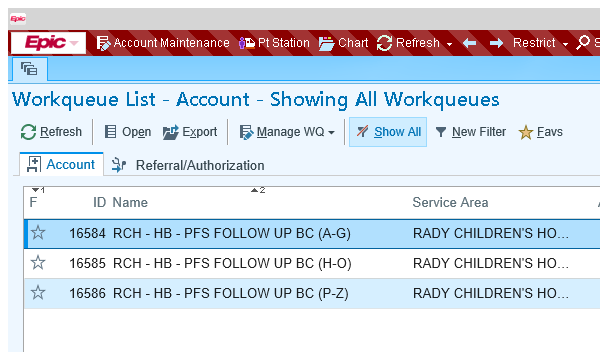 Epic
Epic Account Maintenance Pt Station Chart Refresh Restrict S
Workqueue List - Account - Showing All Workqueues
Refresh Open Export Manage WQ Show All New Filter Favs
Account Referral/Authorization
1 2
F ID Name Service Area
16584 RCH - HB - PFS FOLLOW UP BC (A-G) RADY CHILDREN'S HO...
16585 RCH - HB - PFS FOLLOW UP BC (H-O) RADY CHILDREN'S HO...
16586 RCH - HB - PFS FOLLOW UP BC (P-Z) RADY CHILDREN'S HO...